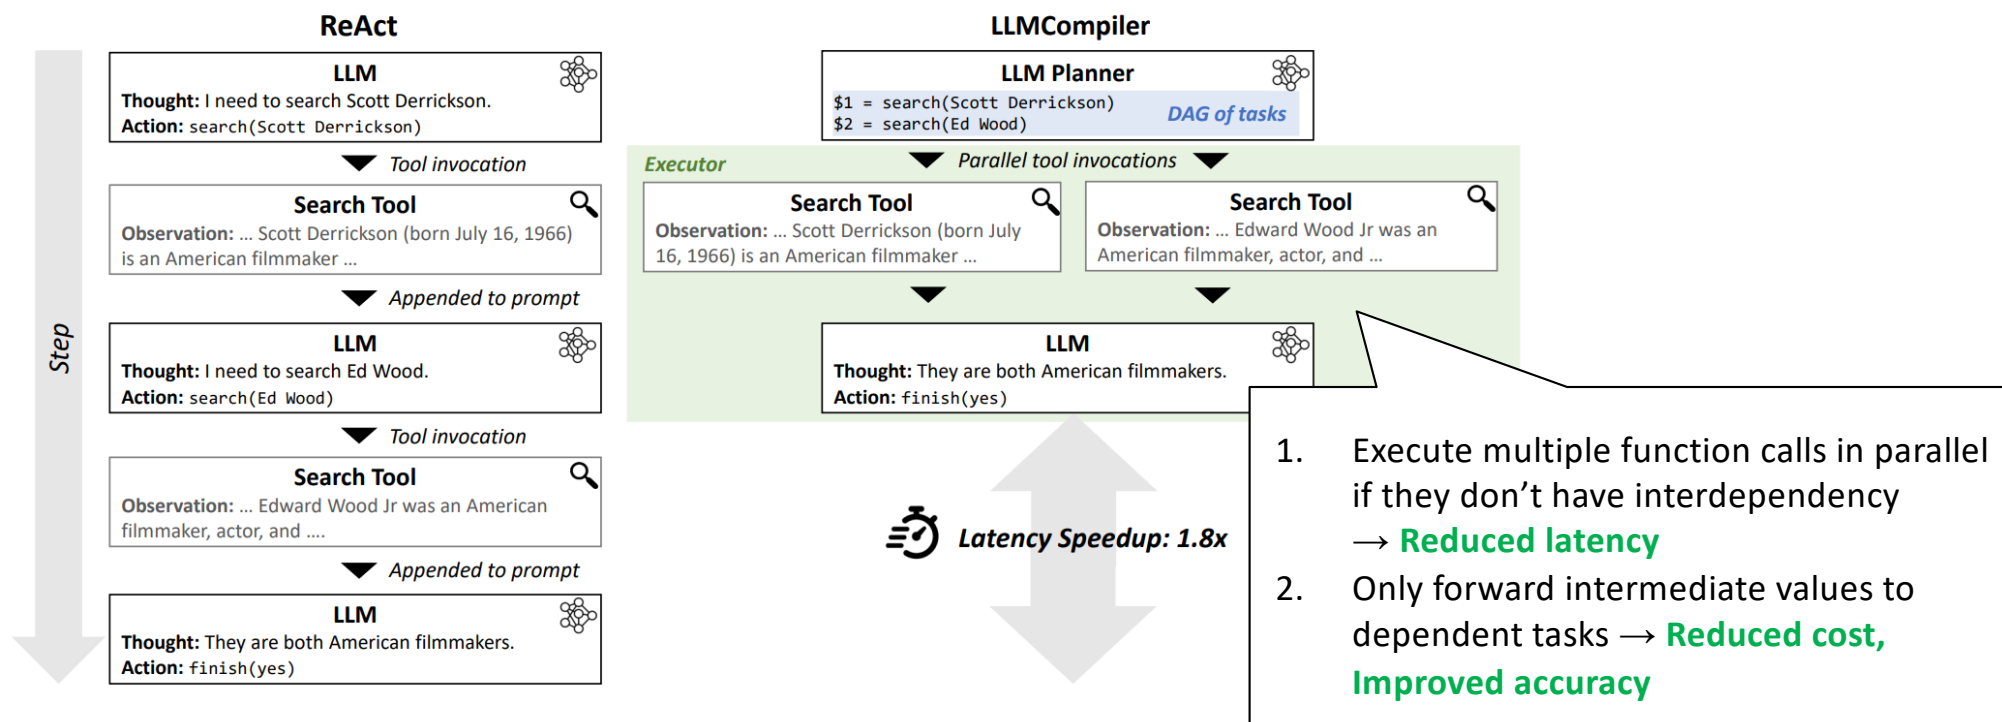 ReAct
Step
LLM
Thought: I need to search Scott Derrickson.
Action: search(Scott Derrickson)
Tool invocation
Search Tool
Observation: ... Scott Derrickson (born July 16, 1966)
is an American filmmaker ...
Appended to prompt
LLM
Thought: I need to search Ed Wood.
Action: search(Ed Wood)
Tool invocation
Search Tool
Observation: ... Edward Wood Jr was an American
filmmaker, actor, and ....
Appended to prompt
LLM
Thought: They are both American filmmakers.
Action: finish(yes)
LLMCompiler
LLM Planner
$1 = search(Scott Derrickson)
$2 = search(Ed Wood)
DAG of tasks
Executor
Parallel tool invocations
Search Tool
Observation: ... Scott Derrickson (born July
16, 1966) is an American filmmaker ...
Search Tool
Observation: ... Edward Wood Jr was an
American filmmaker, actor, and ...
LLM
Thought: They are both American filmmakers.
Action: finish(yes)
Latency Speedup: 1.8x
1. Execute multiple function calls in parallel
if they don’t have interdependency
→ Reduced latency
2. Only forward intermediate values to
dependent tasks → Reduced cost,
Improved accuracy